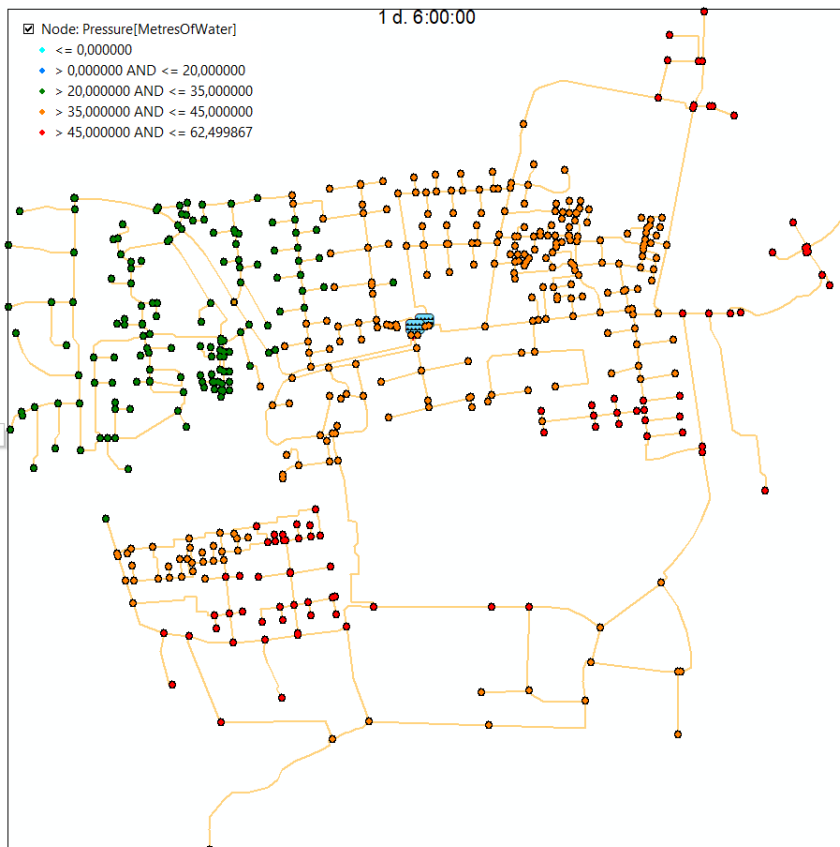 1 d. 6:00:00
Node: Pressure[MetresOfWater]
<= 0,000000
> 0,000000 AND <= 20,000000
> 20,000000 AND <= 35,000000
> 35,000000 AND <= 45,000000
> 45,000000 AND <= 62,499867